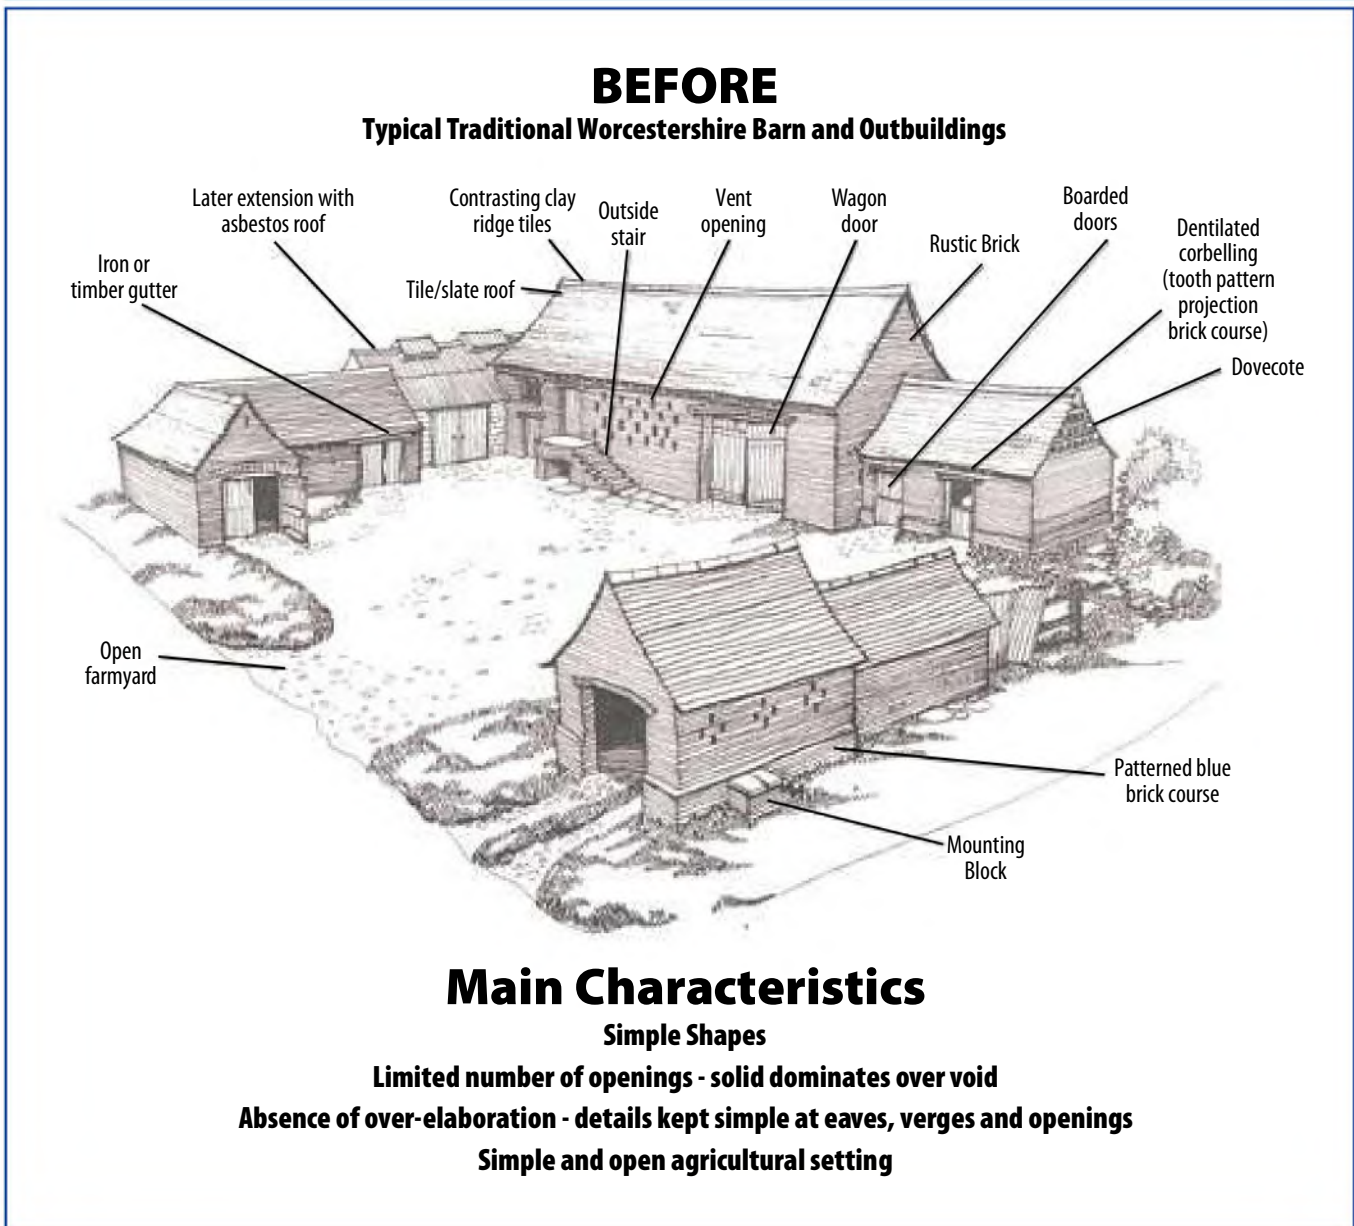 BEFORE
Typical Traditional Worcestershire Barn and Outbuildings
Later extension with
asbestos roof
Contrasting clay
ridge tiles
Outside
stair
Vent
opening
Wagon
door
Boarded
doors
Rustic Brick
Dentilated
corbelling
(tooth pattern
projection
brick course)
Iron or
timber gutter
Tile/slate roof
Dovecote
Open
farmyard
Patterned blue
brick course
Mounting
Block
Main Characteristics
Simple Shapes
Limited number of openings - solid dominates over void
Absence of over-elaboration - details kept simple at eaves, verges and openings
Simple and open agricultural setting